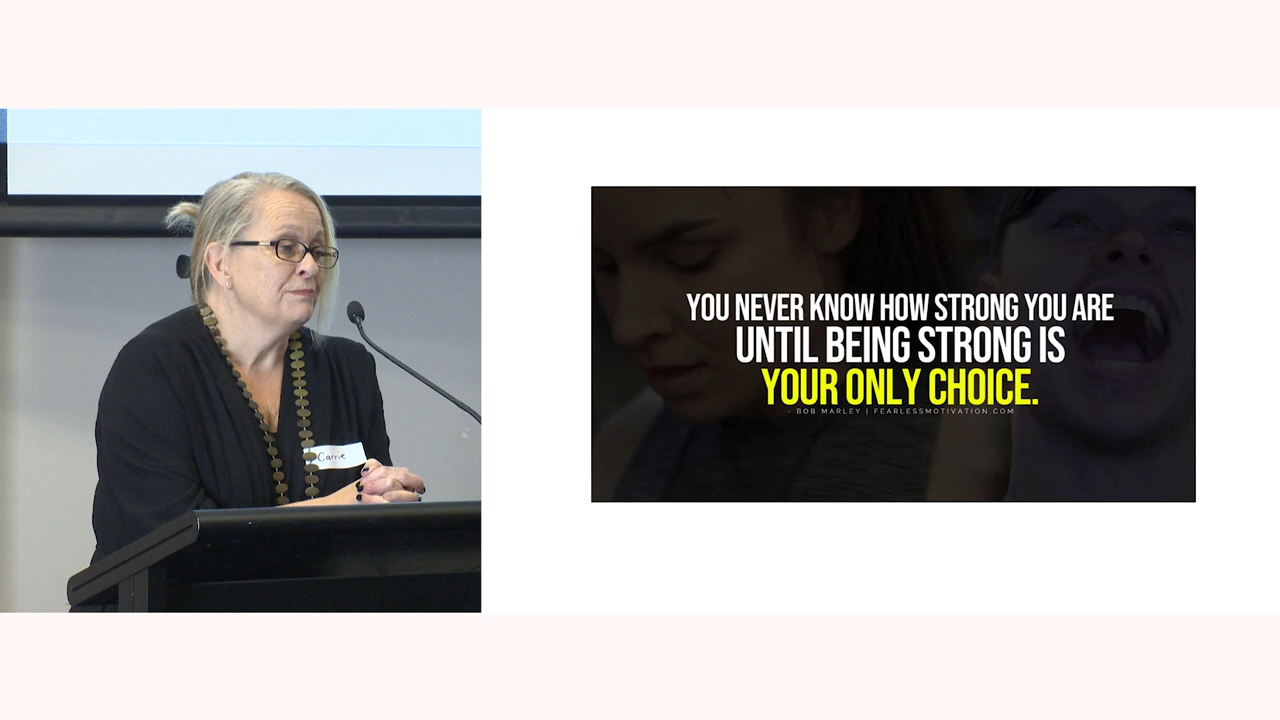 Carrie
YOU NEVER KNOW HOW STRONG YOU ARE
UNTIL BEING STRONG IS
YOUR ONLY CHOICE.
- BOB MARLEY | FEARLESSMOTIVATION.COM